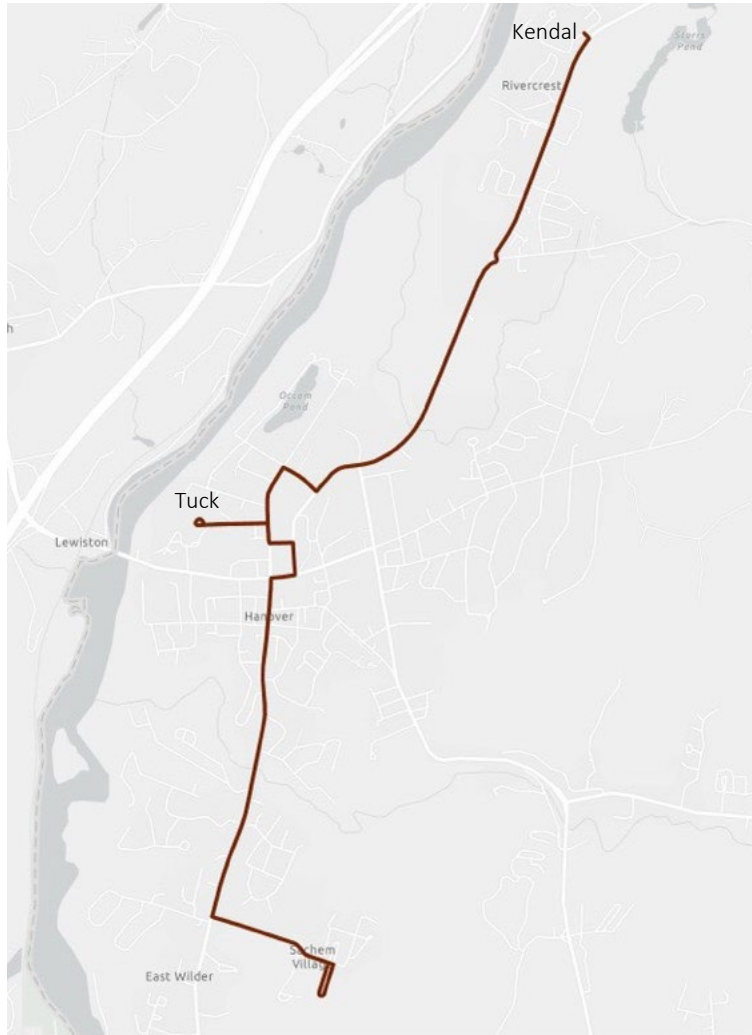 Kendal
Storrs
Pond
Rivercrest
h
Occom
Pond
Tuck
Lewiston
Hanover
Sachem
Village
East Wilder